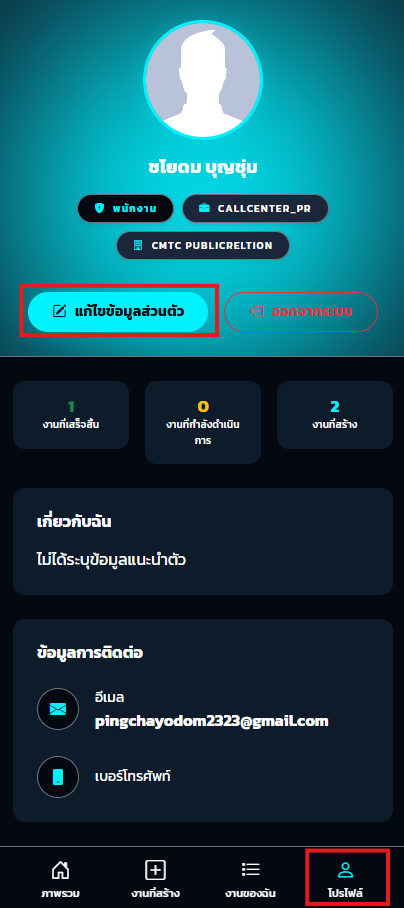 ชโยดม บุญชุ่ม
พนักงาน
CALLCENTER_PR
CMTC PUBLICRELTION
แก้ไขข้อมูลส่วนตัว
ออกจากระบบ
1
งานที่เสร็จสิ้น
0
งานที่กำลังดำเนิน
การ
2
งานที่สร้าง
เกี่ยวกับฉัน
ไม่ได้ระบุข้อมูลแนะนำตัว
ข้อมูลการติดต่อ
อีเมล
pingchayodom2323@gmail.com
เบอร์โทรศัพท์
ภาพรวม
งานที่สร้าง
งานของฉัน
โปรไฟล์